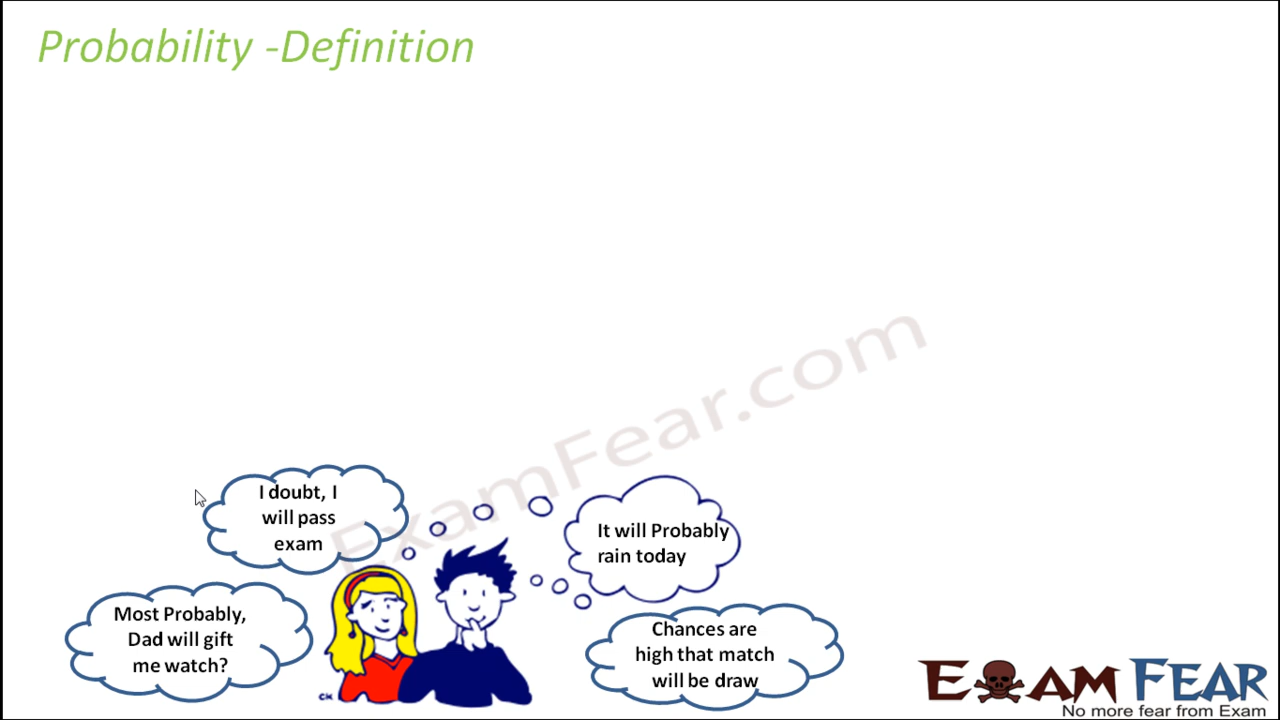 Probability -Definition
ExamFear.com
I doubt, I
will pass
exam
It will Probably
rain today
Most Probably,
Dad will gift
me watch?
Chances are
high that match
will be draw
CK
EXAM FEAR
No more fear from Exam